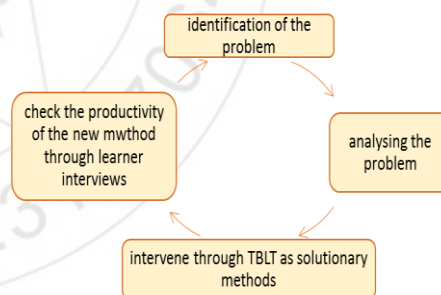 identification of the
problem
analysing the
problem
intervene through TBLT as solutionary
methods
check the productivity
of the new mwthod
through learner
interviews